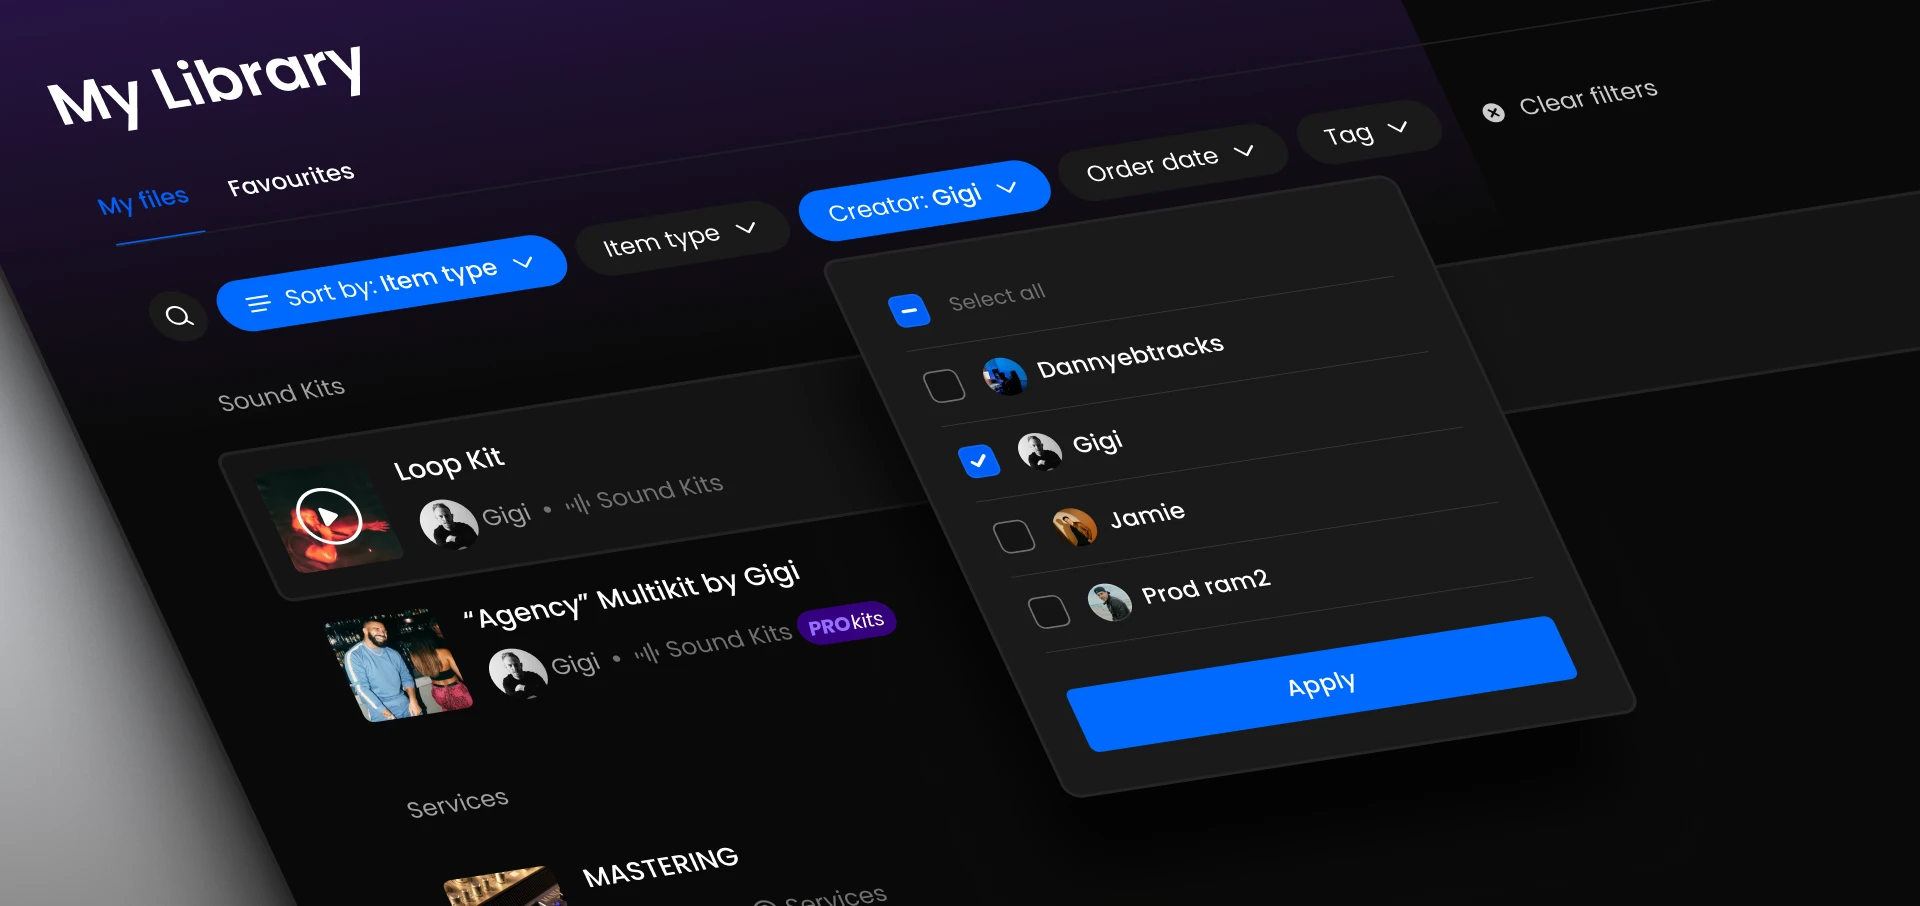 My Library
My files
Favourites
Sort by: Item type
Item type
Creator: Gigi
Order date
Tag
Clear filters
Select all
Dannyebtracks
Gigi
Jamie
Prod ram2
Apply
Sound Kits
Loop Kit
Gigi • Sound Kits
“Agency” Multikit by Gigi
Gigi • Sound Kits PROkits
Services
MASTERING
Services